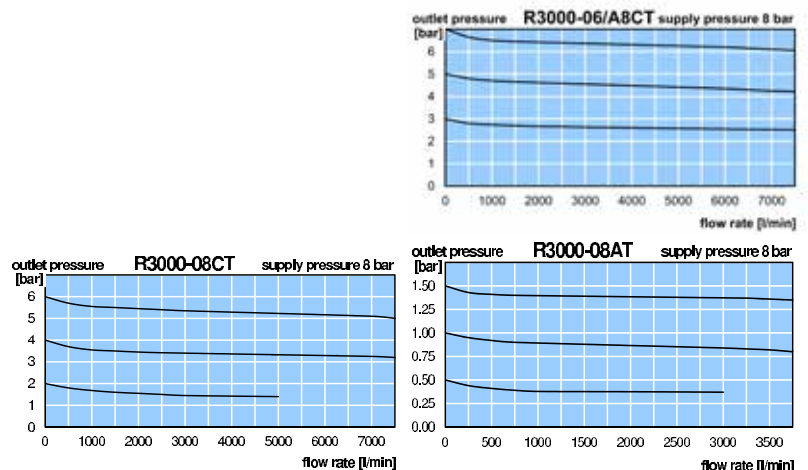 outlet pressure R3000-06/A8CT supply pressure 8 bar
[bar]
6
5
4
3
2
1
0
0 1000 2000 3000 4000 5000 6000 7000
flow rate [l/min]
outlet pressure R3000-08CT supply pressure 8 bar
[bar]
6
5
4
3
2
1
0
0 1000 2000 3000 4000 5000 6000 7000
flow rate [l/min]
outlet pressure R3000-08AT supply pressure 8 bar
[bar]
1.50
1.25
1.00
0.75
0.50
0.25
0.00
0 500 1000 1500 2000 2500 3000 3500
flow rate [l/min]